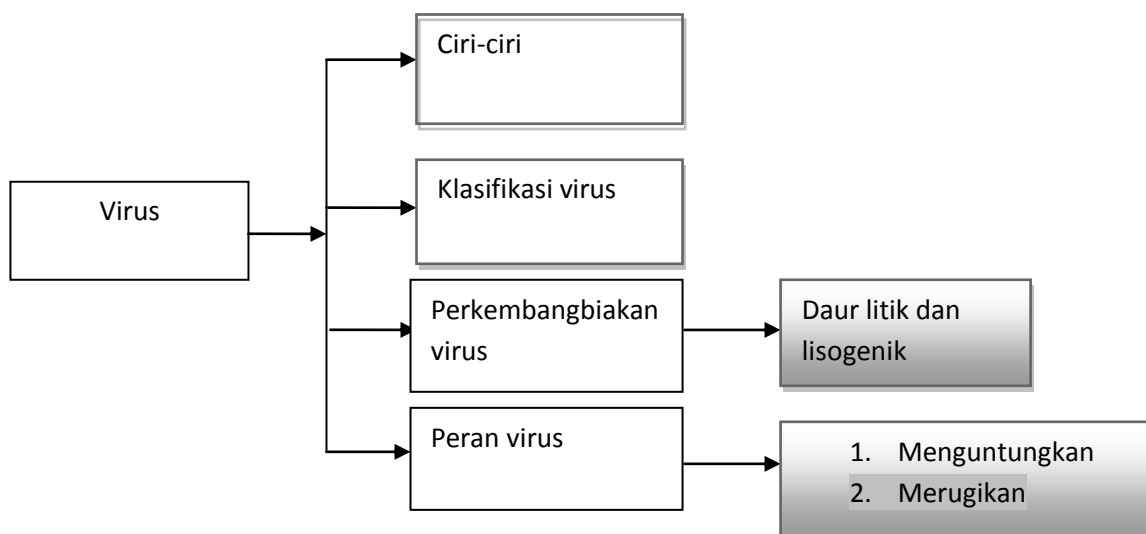 Ciri-ciri
Klasifikasi virus
Virus
Perkembangbiakan
virus
Daur litik dan
lisogenik
Peran virus
1. Menguntungkan
2. Merugikan